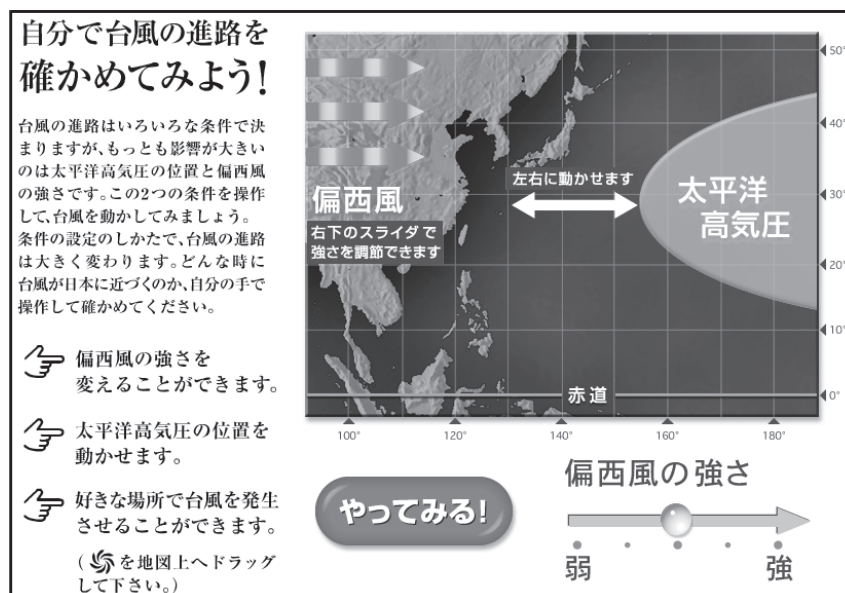 自分で台風の進路を
確かめてみよう!
台風の進路はいろいろな条件で決
まりますが、もっとも影響が大きい
のは太平洋高気圧の位置と偏西風
の強さです。この2つの条件を操作
して、台風を動かしてみましょう。
条件の設定のしかたで、台風の進路
は大きく変わります。どんな時に
台風が日本に近づくのか、自分の手で
操作して確かめてください。
偏西風の強さを
変えることができます。
太平洋高気圧の位置を
動かせます。
好きな場所で台風を発生
させることができます。
(を地図上へドラッグ
して下さい。)
偏西風
右下のスライダで
強さを調節できます
左右に動かせます
太平洋
高気圧
赤道
50°
40°
30°
20°
10°
0°
100°
120°
140°
160°
180°
やってみる!
偏西風の強さ
弱
強